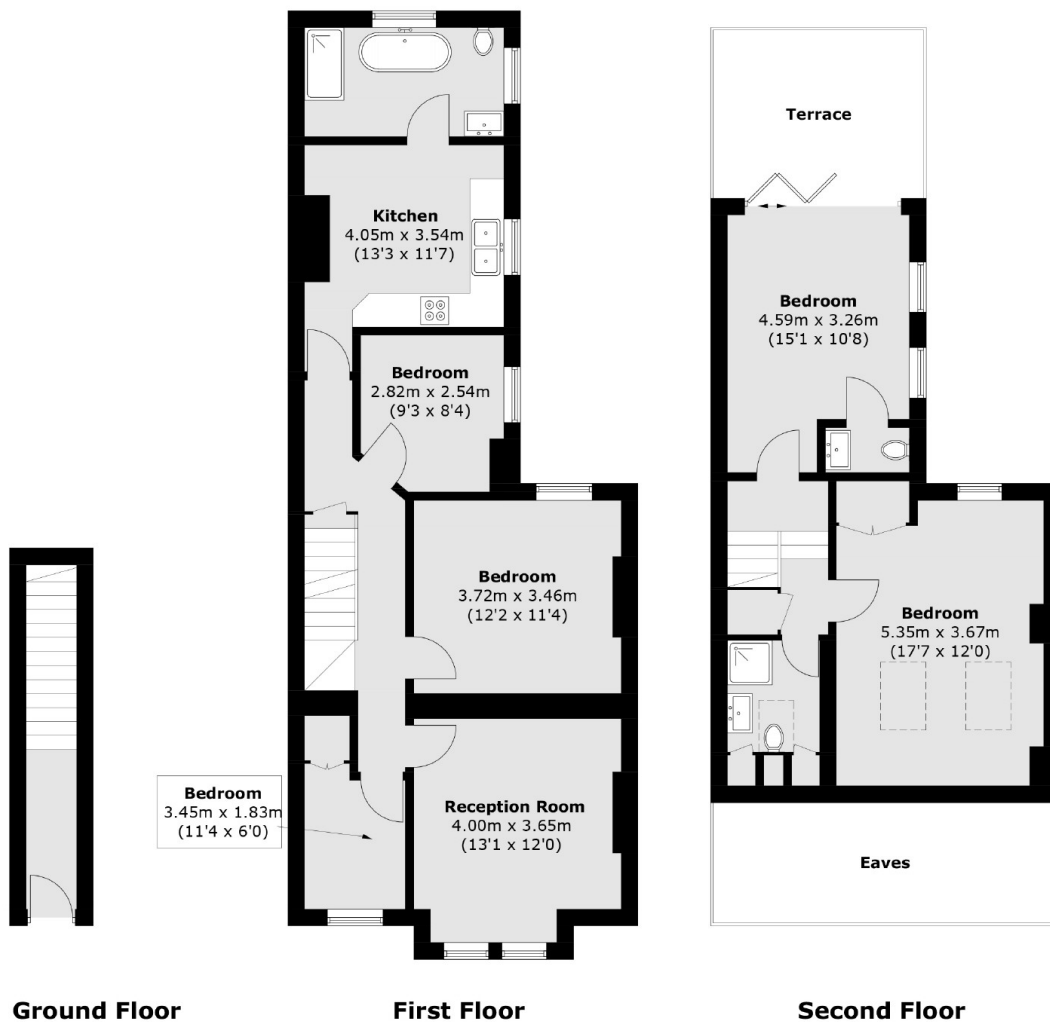 Terrace
Kitchen
4.05m x 3.54m
(13'3 x 11'7)
Bedroom
4.59m x 3.26m
(15'1 x 10'8)
Bedroom
2.82m x 2.54m
(9'3 x 8'4)
Bedroom
3.72m x 3.46m
(12'2 x 11'4)
Bedroom
5.35m x 3.67m
(17'7 x 12'0)
Bedroom
3.45m x 1.83m
(11'4 x 6'0)
Reception Room
4.00m x 3.65m
(13'1 x 12'0)
Eaves
Ground Floor
First Floor
Second Floor